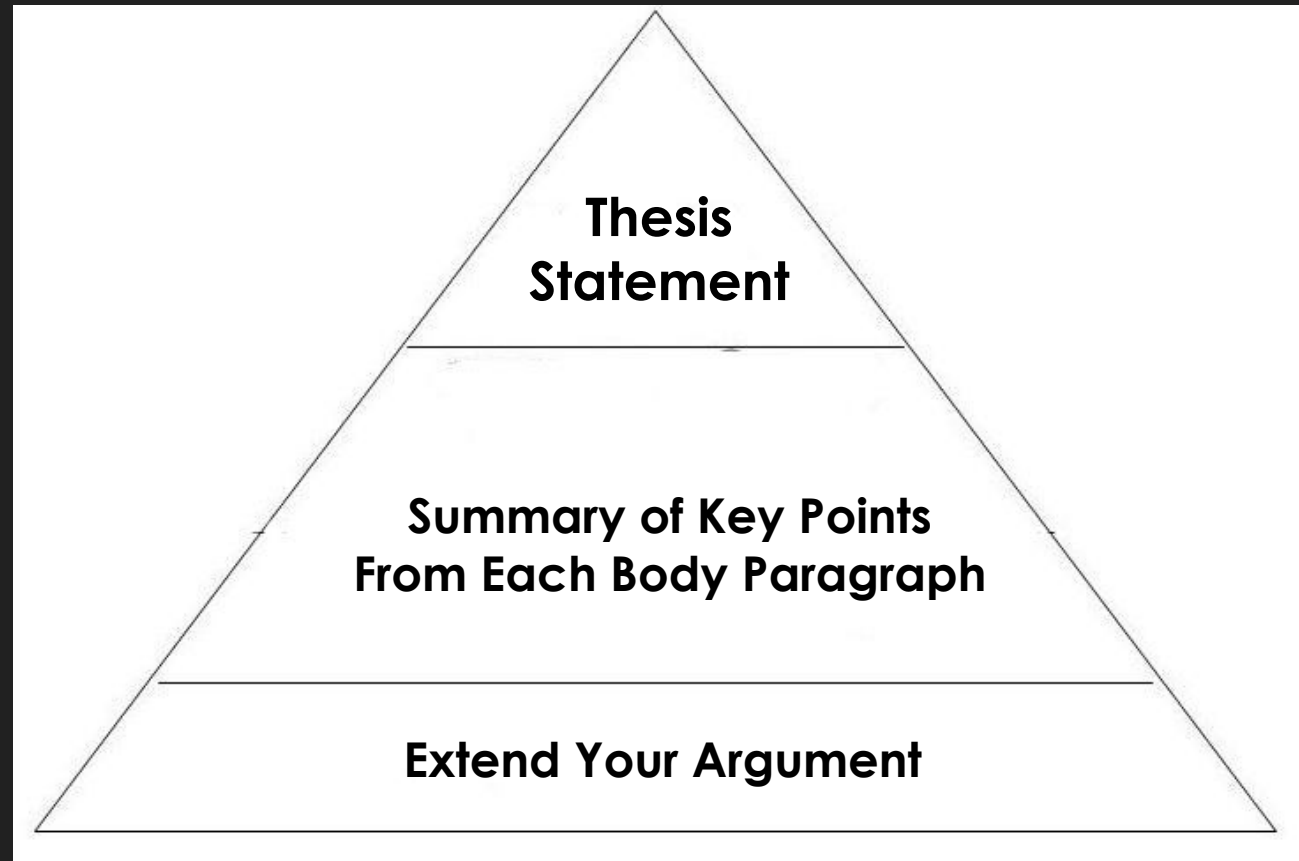 Thesis
Statement
Summary of Key Points
From Each Body Paragraph
Extend Your Argument